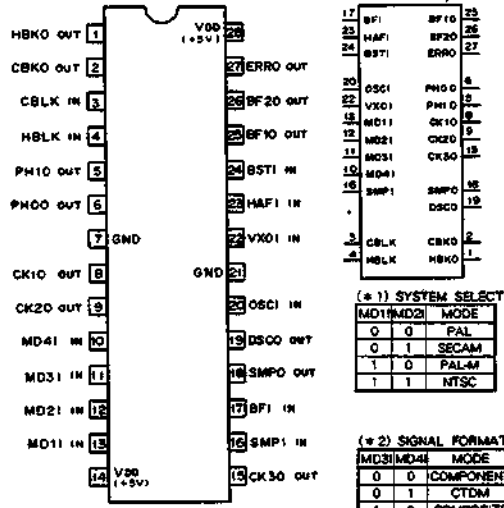 HBKO OUT 1
CBKO OUT 2
CBLK IN 3
HBLK IN 4
PH1O OUT 5
PHOO OUT 6
7 GND
CK1O OUT 8
CK2O OUT 9
MD4I IN 10
MD3I IN 11
MD2I IN 12
MD1I IN 13
14 VDD
(+5V)
VDD 28
(+5V)
27 ERRO OUT
26 BF2O OUT
25 BF1O OUT
24 BSTI IN
23 HAFI IN
22 VXOI IN
GND 21
20 OSCI IN
19 DSCO OUT
18 SMPO OUT
17 BFI IN
16 SMPI IN
15 CK3O OUT
17 BFI BF1O 25
23 HAFI BF2O 26
24 BSTI ERRO 27
20 OSCI PHOO 6
22 VXOI PH1O 5
13 MD1I CK1O 8
12 MD2I CK2O 9
11 MD3I CK3O 15
10 MD4I
16 SMPI SMPO 18
DSCO 19
3 CBLK CBKO 2
4 HBLK HBKO 1
(*1) SYSTEM SELECT
MD1I MD2I MODE
0 0 PAL
0 1 SECAM
1 0 PAL-M
1 1 NTSC
(*2) SIGNAL FORMAT
MD3I MD4I MODE
0 0 COMPONENT
0 1 CTDM